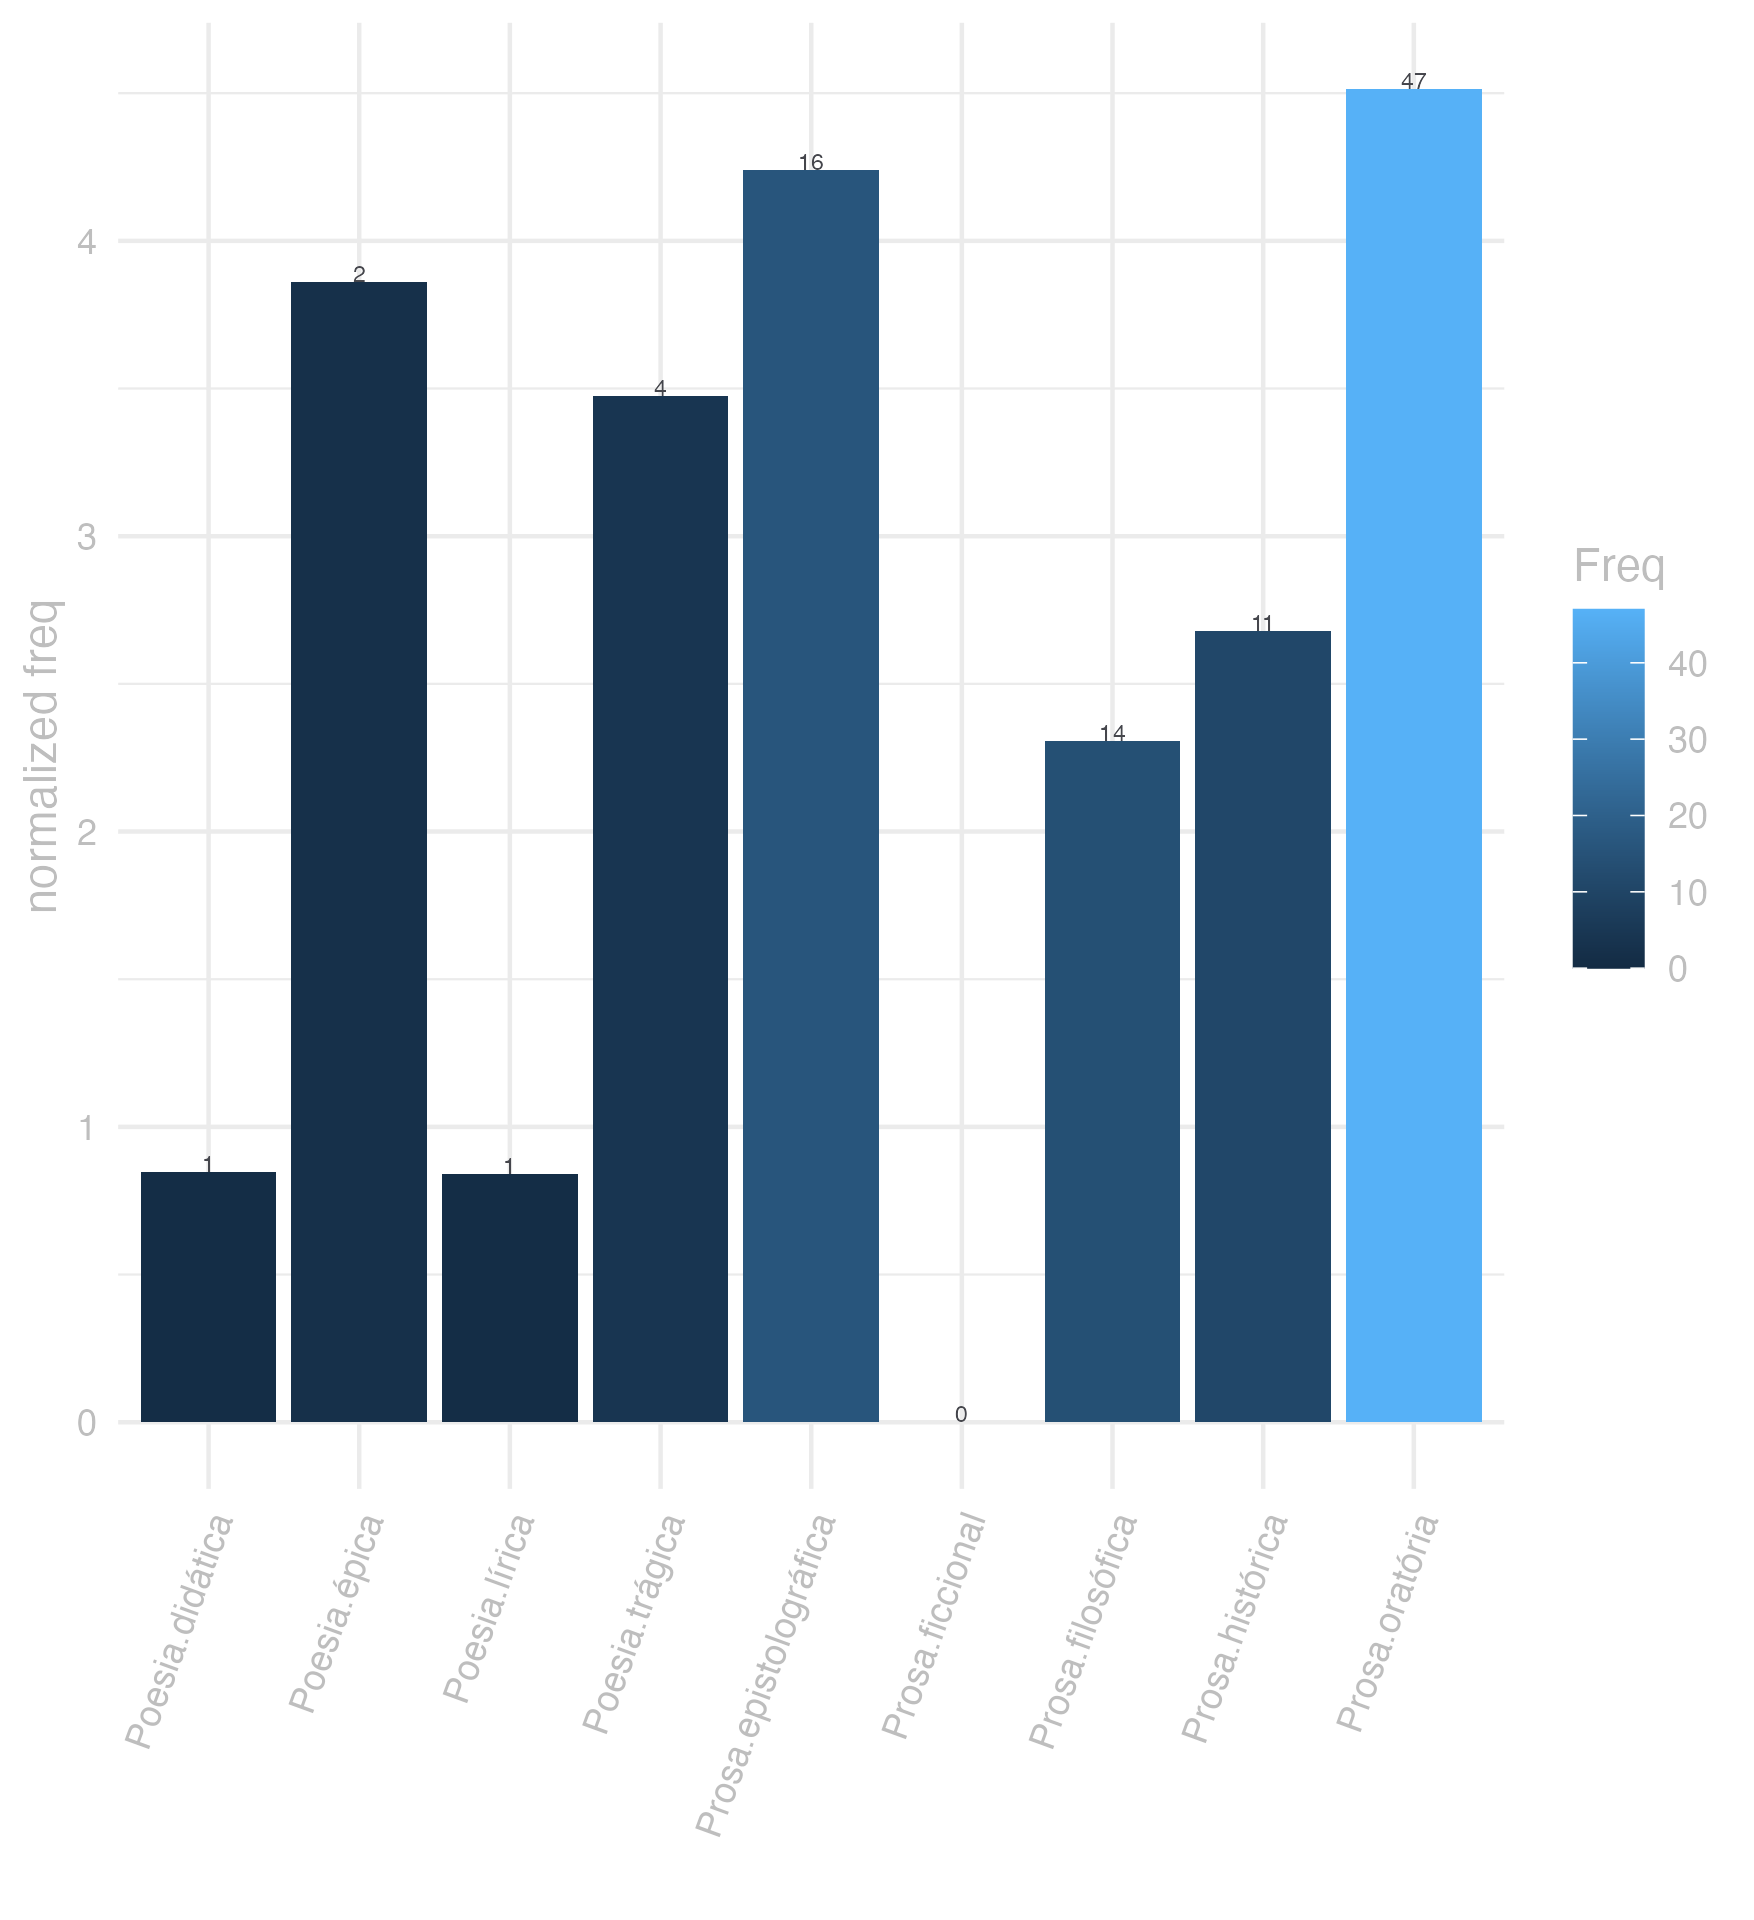 47
16
4
2
4
3
11
14
2
1
1
1
0
0
normalized freq
Freq
40
30
20
10
0
Poesia.didática
Poesia.épica
Poesia.lírica
Poesia.trágica
Prosa.epistolográfica
Prosa.ficcional
Prosa.filosófica
Prosa.histórica
Prosa.oratória